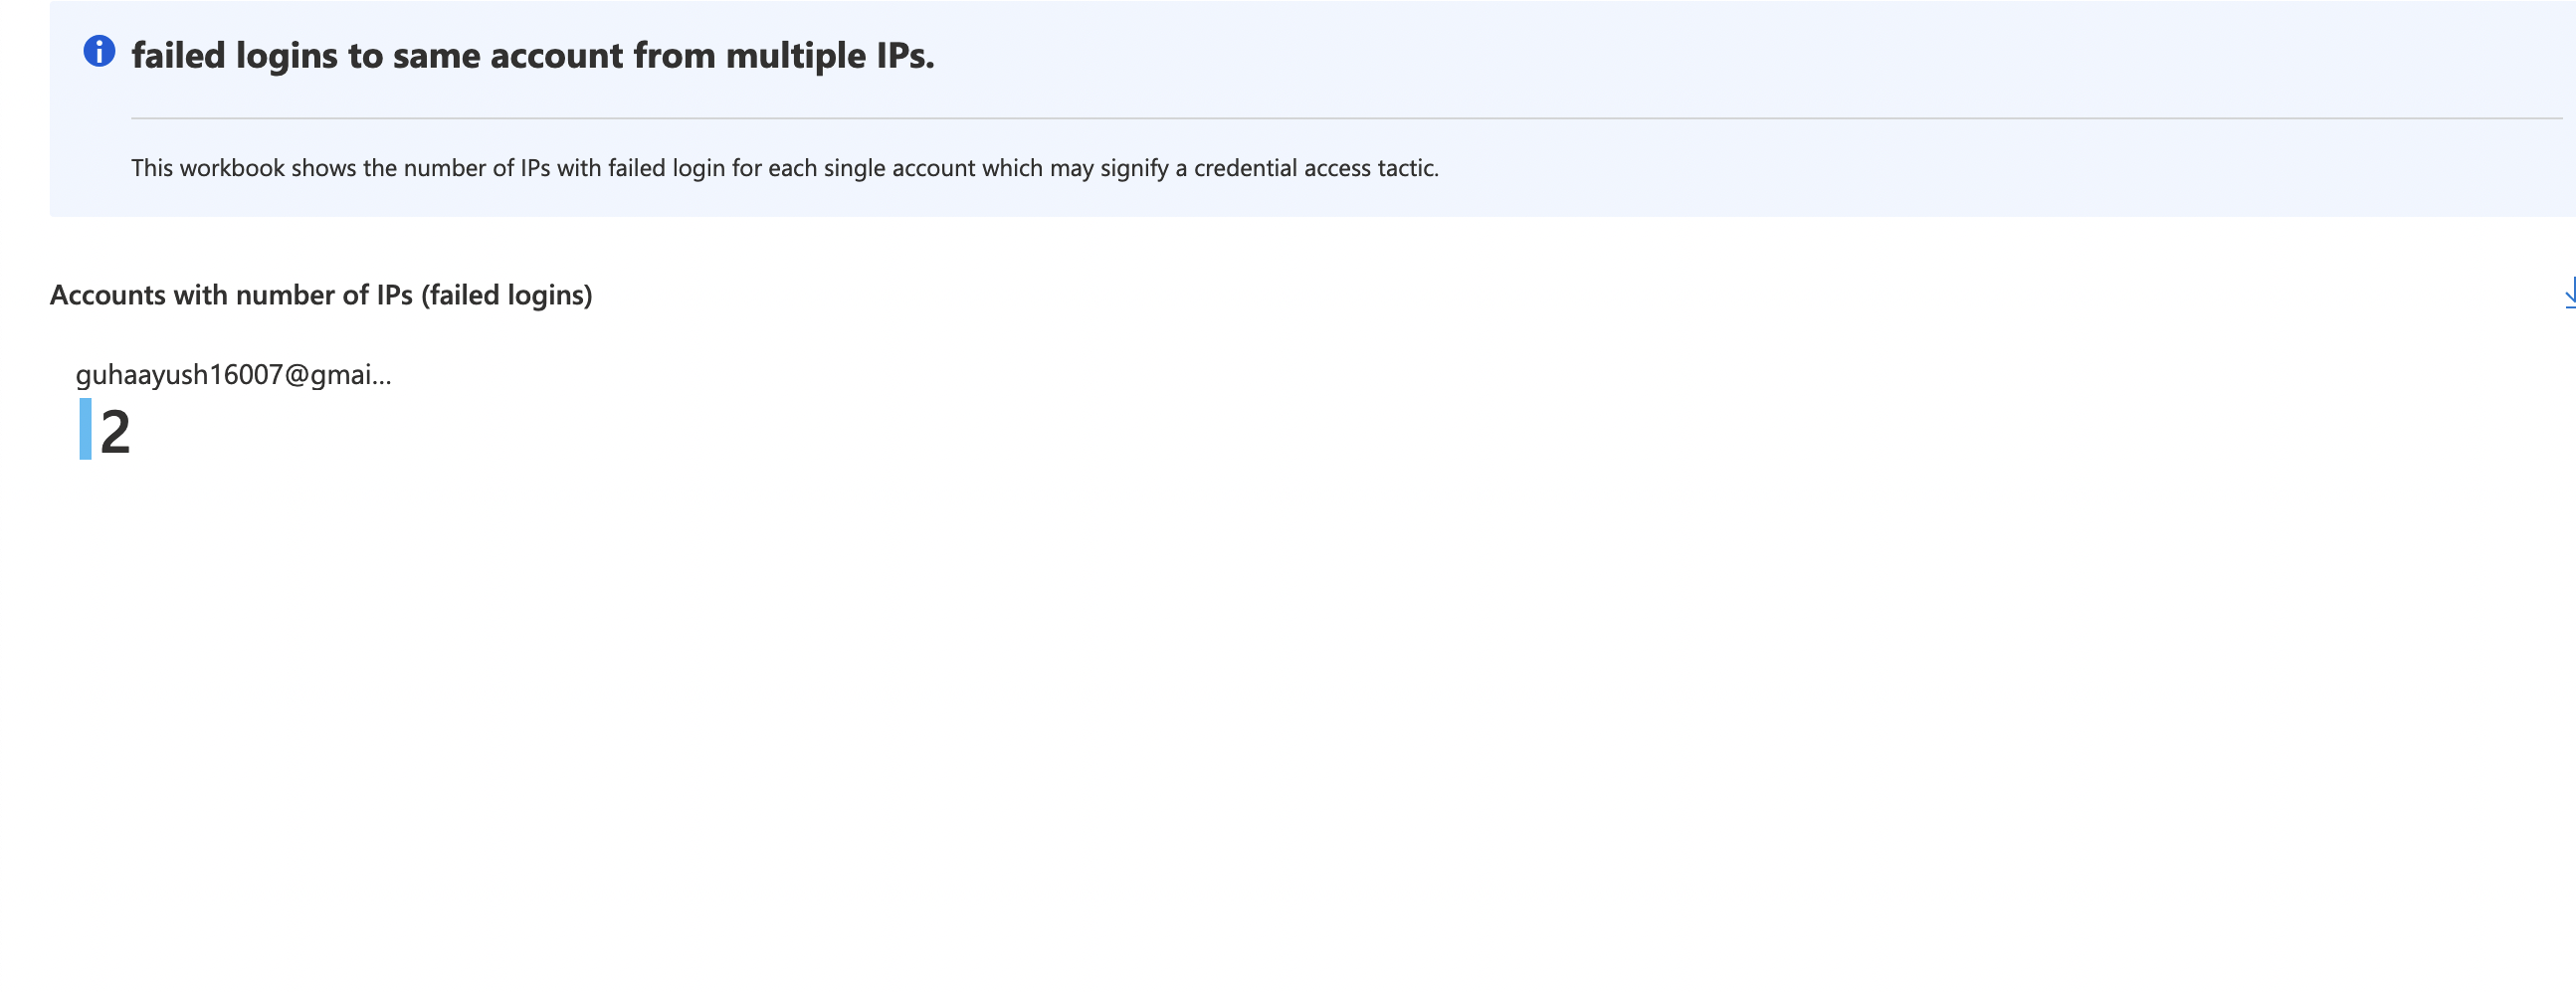 failed logins to same account from multiple IPs.
This workbook shows the number of IPs with failed login for each single account which may signify a credential access tactic.
Accounts with number of IPs (failed logins)
guhaayush16007@gmai...
2